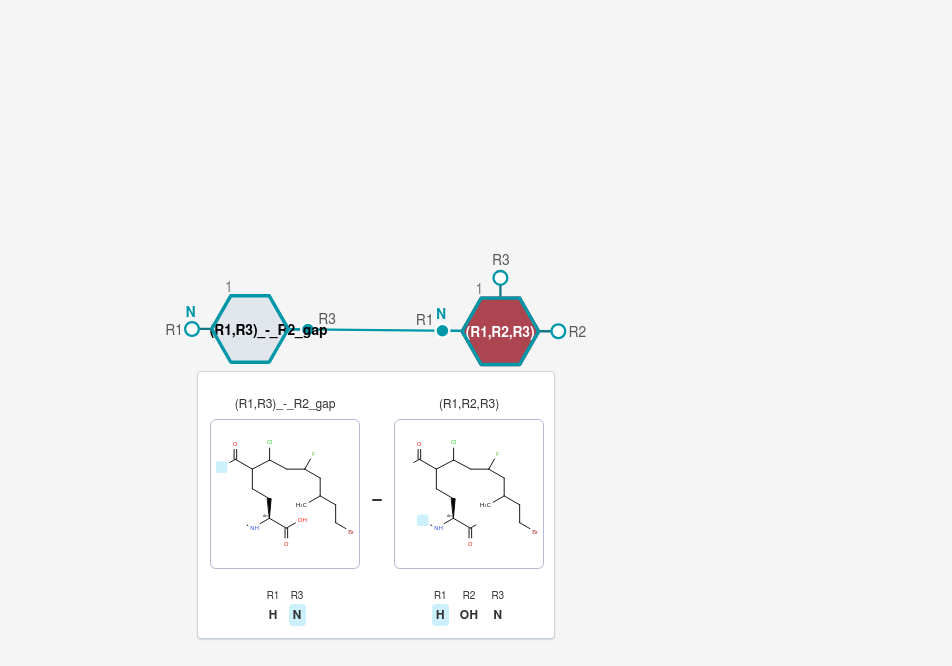 R3
1
1
N
R3
R1
N
R1
(R1,R3)_-_R2_gap
(R1,R2,R3)
R2
(R1,R3)_-_R2_gap
(R1,R2,R3)
O
Cl
F
H₃C
NH
OH
O
Br
–
O
Cl
F
H₃C
NH
O
Br
R1 R3
H N
R1 R2 R3
H OH N